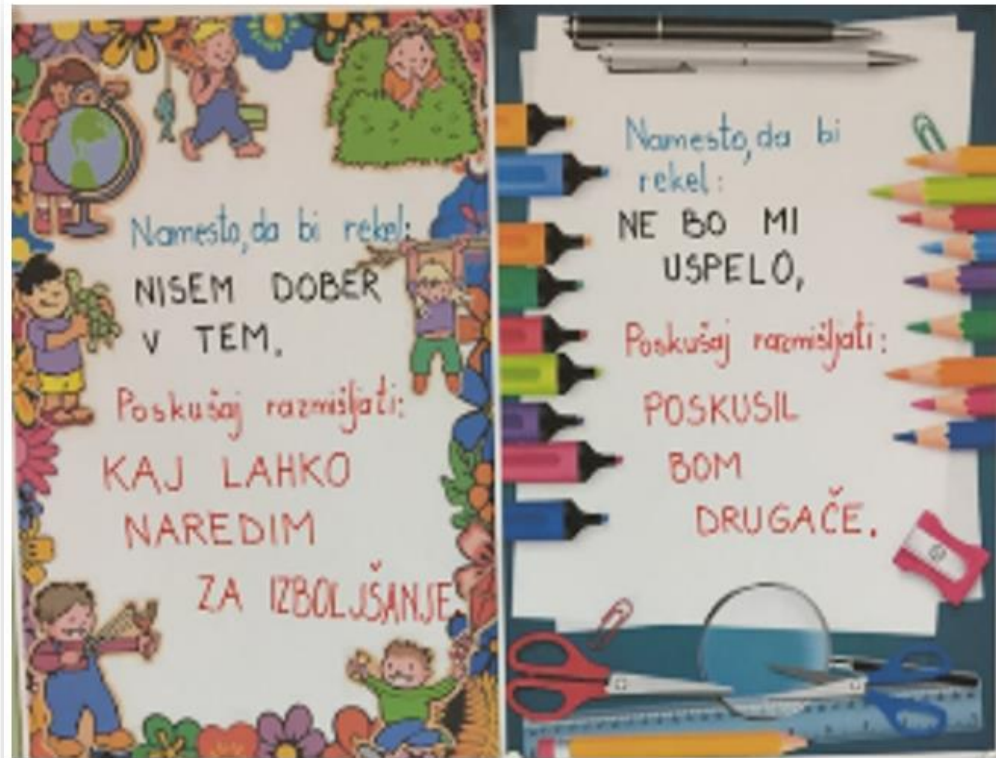 Namesto, da bi rekel:
NISEM DOBER
V TEM.
Poskušaj razmišljati:
KAJ LAHKO
NAREDIM
ZA IZBOLJŠANJE
Namesto, da bi
rekel:
NE BO MI
USPELO,
Poskušaj razmišljati:
POSKUSIL
BOM
DRUGAČE.